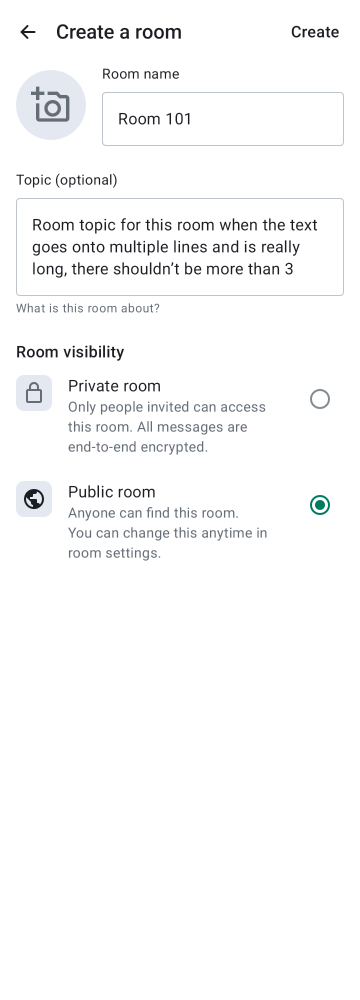 Create a room
Create
Room name
Room 101
Topic (optional)
Room topic for this room when the text
goes onto multiple lines and is really
long, there shouldn’t be more than 3
What is this room about?
Room visibility
Private room
Only people invited can access
this room. All messages are
end-to-end encrypted.
Public room
Anyone can find this room.
You can change this anytime in
room settings.